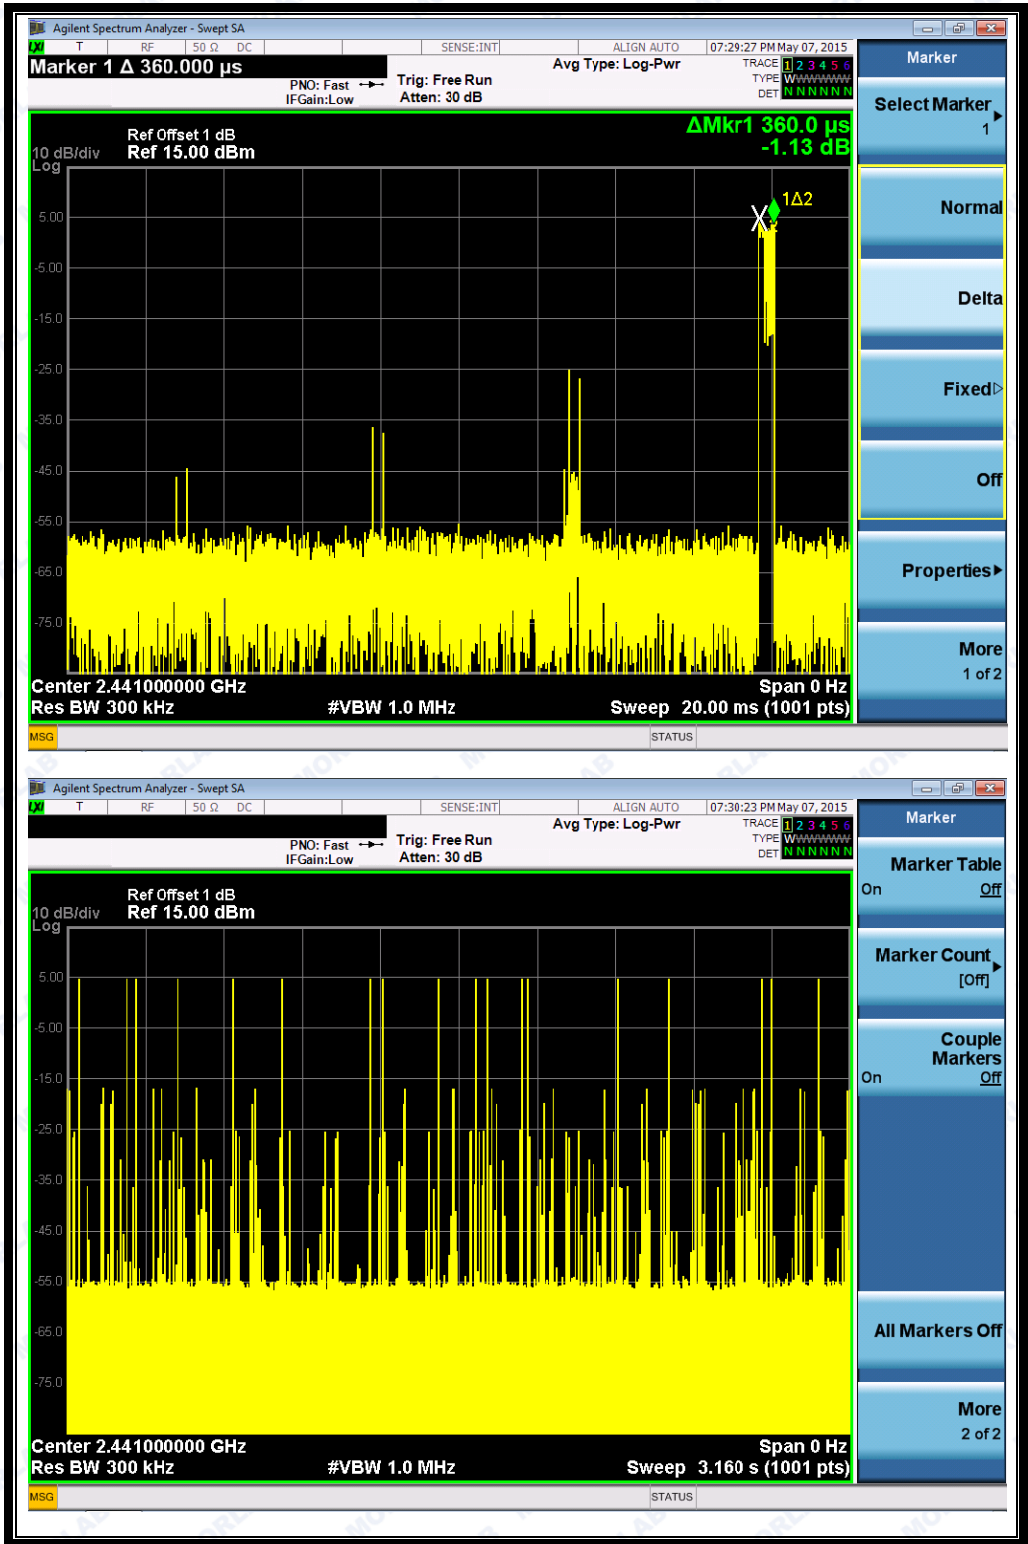 Agilent Spectrum Analyzer - Swept SA
LXI T RF 50 Ω DC SENSE:INT ALIGN AUTO 07:29:27 PM May 07, 2015
Marker 1 Δ 360.000 µs
PNO: Fast
IFGain:Low
Trig: Free Run
Atten: 30 dB
Avg Type: Log-Pwr
TRACE 1 2 3 4 5 6
TYPE WWWWWW
DET N N N N N N
Ref Offset 1 dB
10 dB/div Ref 15.00 dBm
Log
ΔMkr1 360.0 µs
-1.13 dB
1Δ2
5.00
-5.00
-15.0
-25.0
-35.0
-45.0
-55.0
-65.0
-75.0
Center 2.441000000 GHz Span 0 Hz
Res BW 300 kHz #VBW 1.0 MHz Sweep 20.00 ms (1001 pts)
MSG STATUS
Marker
Select Marker
1
Normal
Delta
Fixed
Off
Properties
More
1 of 2
Agilent Spectrum Analyzer - Swept SA
LXI T RF 50 Ω DC SENSE:INT ALIGN AUTO 07:30:23 PM May 07, 2015
PNO: Fast
IFGain:Low
Trig: Free Run
Atten: 30 dB
Avg Type: Log-Pwr
TRACE 1 2 3 4 5 6
TYPE WWWWWW
DET N N N N N N
Ref Offset 1 dB
10 dB/div Ref 15.00 dBm
Log
5.00
-5.00
-15.0
-25.0
-35.0
-45.0
-55.0
-65.0
-75.0
Center 2.441000000 GHz Span 0 Hz
Res BW 300 kHz #VBW 1.0 MHz Sweep 3.160 s (1001 pts)
MSG STATUS
Marker
Marker Table
On Off
Marker Count
[Off]
Couple
Markers
On Off
All Markers Off
More
2 of 2